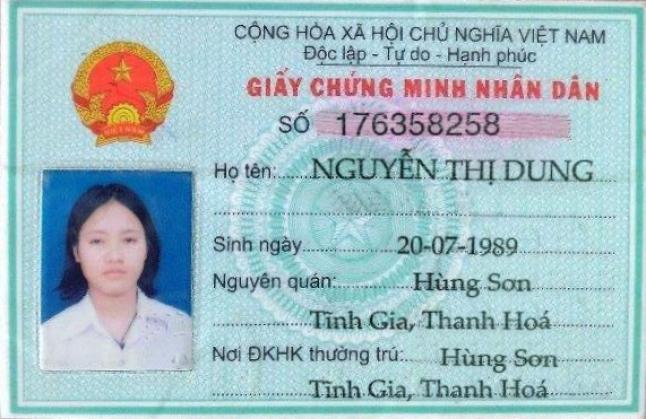 CỘNG HÒA XÃ HỘI CHỦ NGHĨA VIỆT NAM
Độc lập - Tự do - Hạnh phúc
GIẤY CHỨNG MINH NHÂN DÂN
SỐ 176358258
Họ tên: NGUYỄN THỊ DUNG
Sinh ngày 20-07-1989
Nguyên quán: Hùng Sơn
Tĩnh Gia, Thanh Hoá
Nơi ĐKHK thường trú: Hùng Sơn
Tĩnh Gia, Thanh Hoá
VIỆT NAM